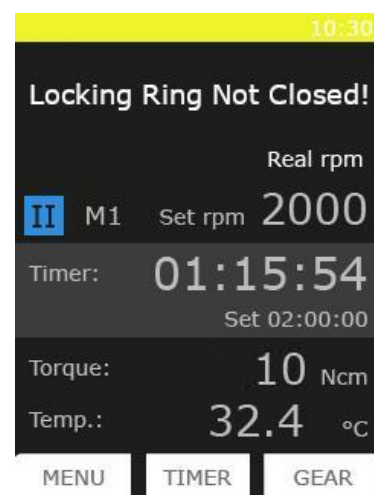 10:30
Locking Ring Not Closed!
Real rpm
II M1 Set rpm 2000
Timer: 01:15:54
Set 02:00:00
Torque: 10 Ncm
Temp.: 32.4 °C
MENU TIMER GEAR